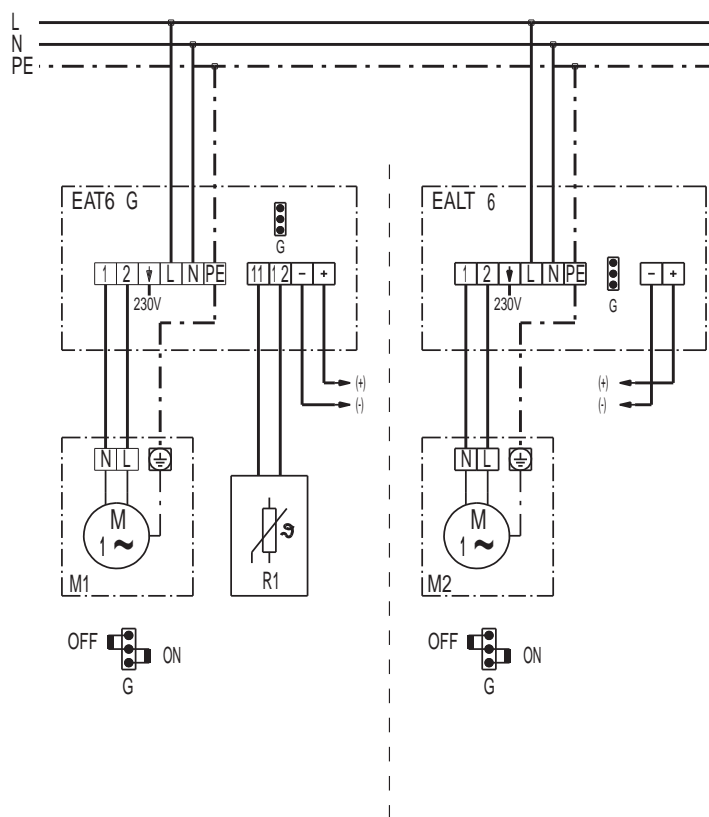 L
N
PE
EAT6 G
EALT 6
G
1 2 L N PE
11 12 − +
1 2 L N PE
− +
230V
230V
G
(+)
(-)
(+)
(-)
N L
N L
M
1 ~
M
1 ~
ϑ
M1
R1
M2
OFF
ON
G
OFF
ON
G